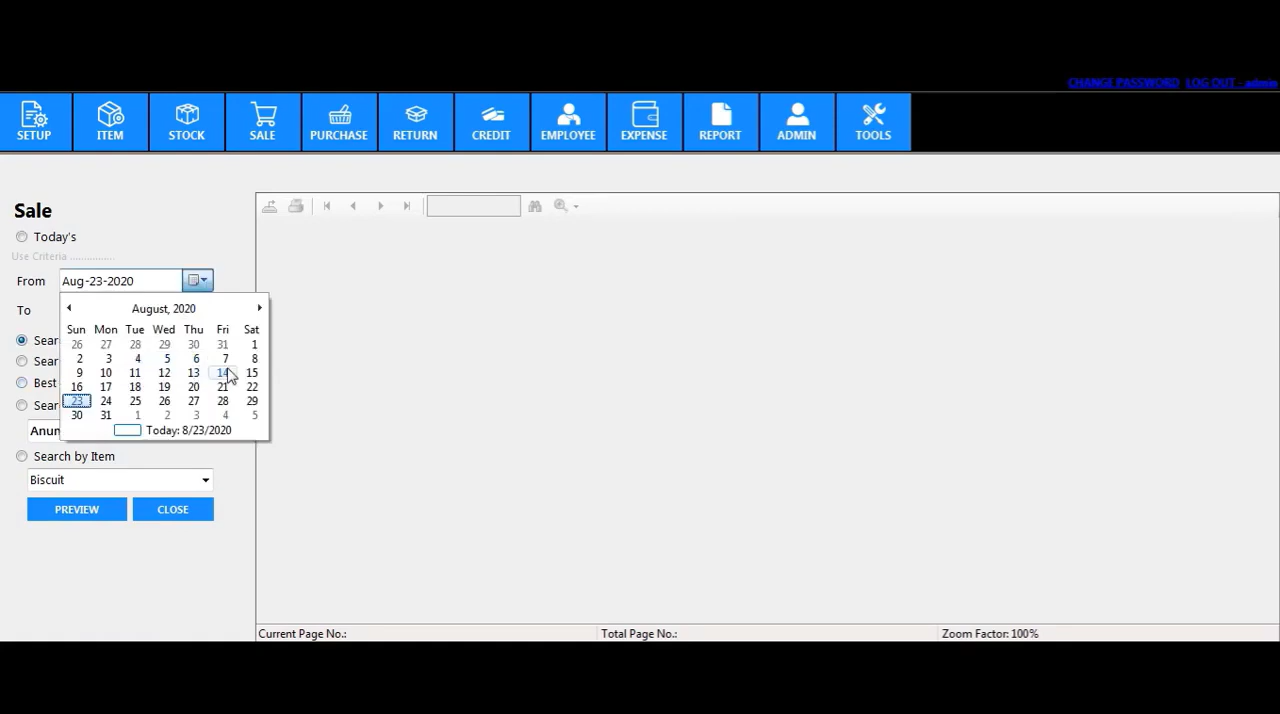 CHANGE PASSWORD LOG OUT - admin
SETUP ITEM STOCK SALE PURCHASE RETURN CREDIT EMPLOYEE EXPENSE REPORT ADMIN TOOLS
Sale
Today's
Use Criteria ................
From Aug-23-2020
To
August, 2020
Sun Mon Tue Wed Thu Fri Sat
26 27 28 29 30 31 1
2 3 4 5 6 7 8
9 10 11 12 13 14 15
16 17 18 19 20 21 22
23 24 25 26 27 28 29
30 31 1 2 3 4 5
Today: 8/23/2020
Sear
Sear
Best
Sear
Anun
Search by Item
Biscuit
PREVIEW CLOSE
Current Page No.: Total Page No.: Zoom Factor: 100%